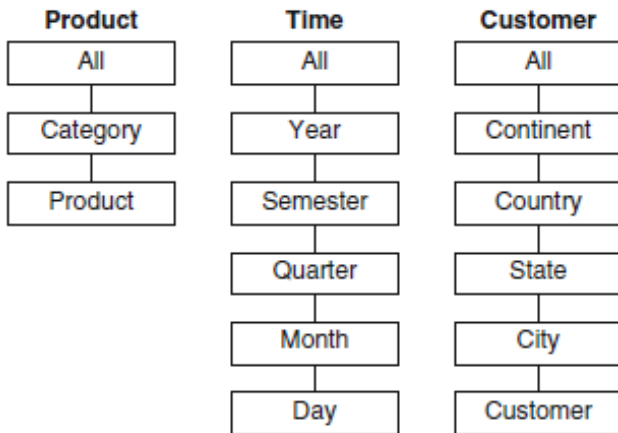 Product Time Customer
All All All
Category Year Continent
Product Semester Country
Quarter State
Month City
Day Customer